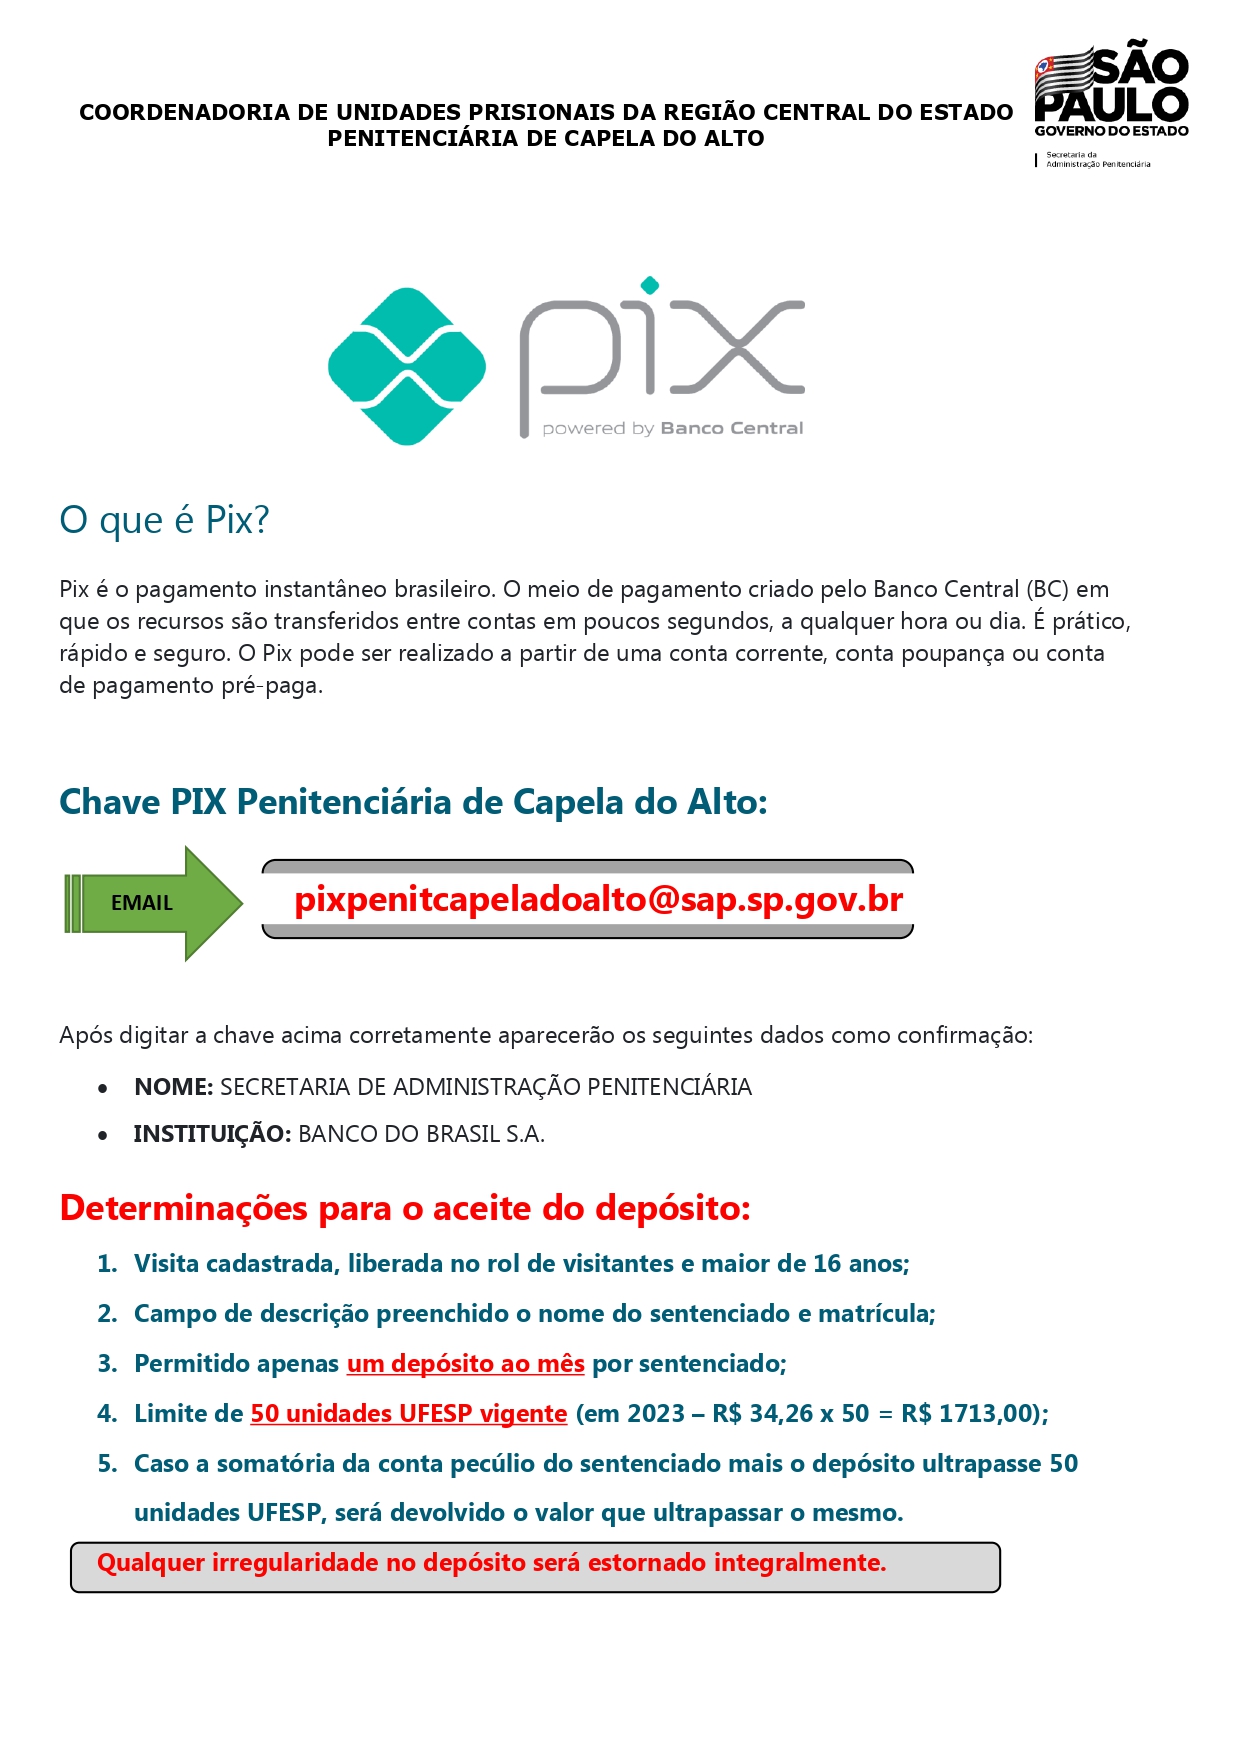 COORDENADORIA DE UNIDADES PRISIONAIS DA REGIÃO CENTRAL DO ESTADO
PENITENCIÁRIA DE CAPELA DO ALTO
SÃO
PAULO
GOVERNO DO ESTADO
Secretaria da
Administração Penitenciária
pix
powered by Banco Central
O que é Pix?
Pix é o pagamento instantâneo brasileiro. O meio de pagamento criado pelo Banco Central (BC) em
que os recursos são transferidos entre contas em poucos segundos, a qualquer hora ou dia. É prático,
rápido e seguro. O Pix pode ser realizado a partir de uma conta corrente, conta poupança ou conta
de pagamento pré-paga.
Chave PIX Penitenciária de Capela do Alto:
EMAIL
pixpenitcapeladoalto@sap.sp.gov.br
Após digitar a chave acima corretamente aparecerão os seguintes dados como confirmação:
• NOME: SECRETARIA DE ADMINISTRAÇÃO PENITENCIÁRIA
• INSTITUIÇÃO: BANCO DO BRASIL S.A.
Determinações para o aceite do depósito:
1. Visita cadastrada, liberada no rol de visitantes e maior de 16 anos;
2. Campo de descrição preenchido o nome do sentenciado e matrícula;
3. Permitido apenas um depósito ao mês por sentenciado;
4. Limite de 50 unidades UFESP vigente (em 2023 – R$ 34,26 x 50 = R$ 1713,00);
5. Caso a somatória da conta pecúlio do sentenciado mais o depósito ultrapasse 50
unidades UFESP, será devolvido o valor que ultrapassar o mesmo.
Qualquer irregularidade no depósito será estornado integralmente.